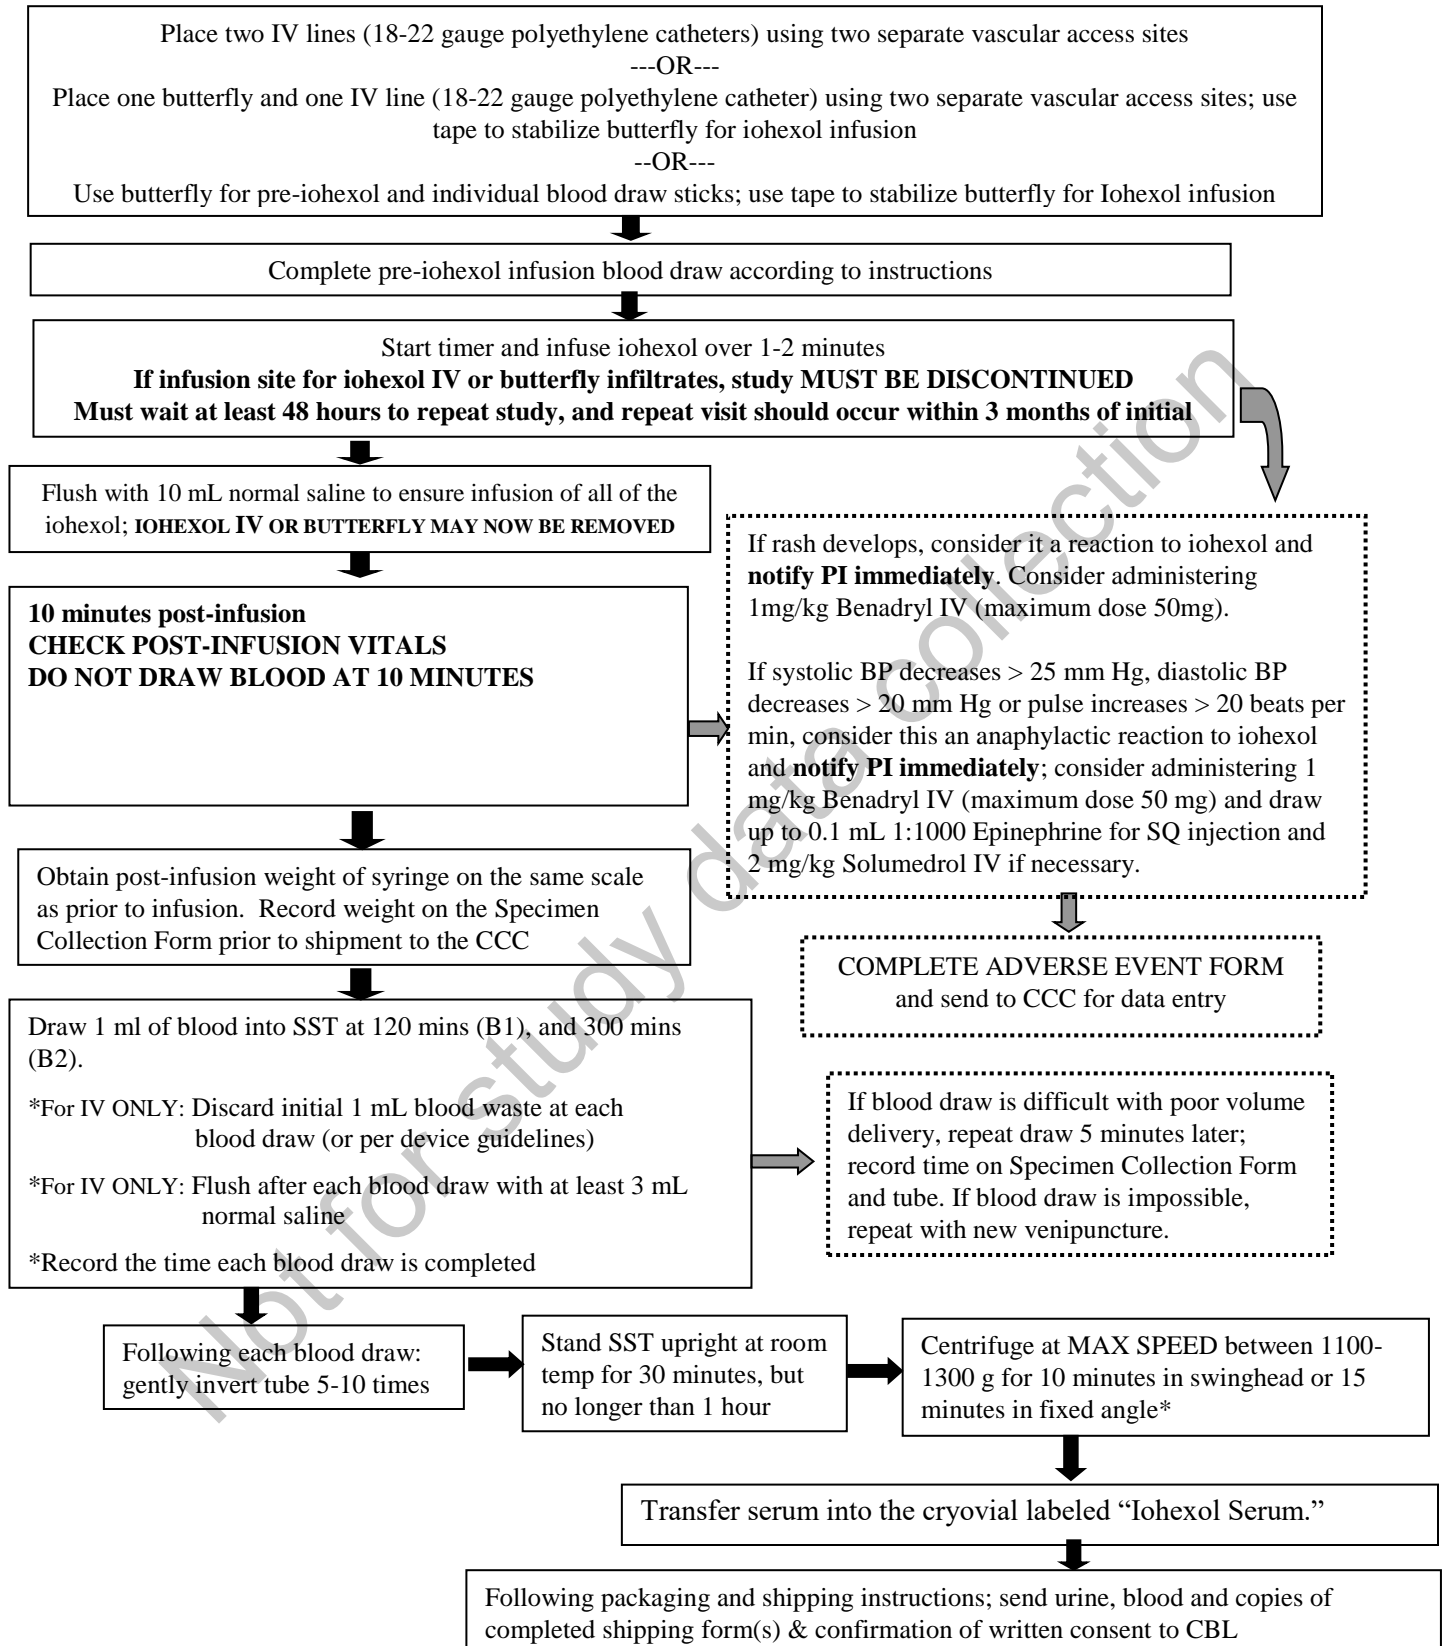 Place two IV lines (18-22 gauge polyethylene catheters) using two separate vascular access sites
---OR---
Place one butterfly and one IV line (18-22 gauge polyethylene catheter) using two separate vascular access sites; use
tape to stabilize butterfly for iohexol infusion
--OR---
Use butterfly for pre-iohexol and individual blood draw sticks; use tape to stabilize butterfly for Iohexol infusion
Complete pre-iohexol infusion blood draw according to instructions
Start timer and infuse iohexol over 1-2 minutes
If infusion site for iohexol IV or butterfly infiltrates, study MUST BE DISCONTINUED
Must wait at least 48 hours to repeat study, and repeat visit should occur within 3 months of initial
Flush with 10 mL normal saline to ensure infusion of all of the
iohexol; IOHEXOL IV OR BUTTERFLY MAY NOW BE REMOVED
10 minutes post-infusion
CHECK POST-INFUSION VITALS
DO NOT DRAW BLOOD AT 10 MINUTES
If rash develops, consider it a reaction to iohexol and
notify PI immediately. Consider administering
1mg/kg Benadryl IV (maximum dose 50mg).
If systolic BP decreases > 25 mm Hg, diastolic BP
decreases > 20 mm Hg or pulse increases > 20 beats per
min, consider this an anaphylactic reaction to iohexol
and notify PI immediately; consider administering 1
mg/kg Benadryl IV (maximum dose 50 mg) and draw
up to 0.1 mL 1:1000 Epinephrine for SQ injection and
2 mg/kg Solumedrol IV if necessary.
Obtain post-infusion weight of syringe on the same scale
as prior to infusion. Record weight on the Specimen
Collection Form prior to shipment to the CCC
COMPLETE ADVERSE EVENT FORM
and send to CCC for data entry
Draw 1 ml of blood into SST at 120 mins (B1), and 300 mins
(B2).
*For IV ONLY: Discard initial 1 mL blood waste at each
blood draw (or per device guidelines)
*For IV ONLY: Flush after each blood draw with at least 3 mL
normal saline
*Record the time each blood draw is completed
If blood draw is difficult with poor volume
delivery, repeat draw 5 minutes later;
record time on Specimen Collection Form
and tube. If blood draw is impossible,
repeat with new venipuncture.
Following each blood draw:
gently invert tube 5-10 times
Stand SST upright at room
temp for 30 minutes, but
no longer than 1 hour
Centrifuge at MAX SPEED between 1100-
1300 g for 10 minutes in swinghead or 15
minutes in fixed angle*
Transfer serum into the cryovial labeled “Iohexol Serum.”
Following packaging and shipping instructions; send urine, blood and copies of
completed shipping form(s) & confirmation of written consent to CBL
Not for study data collection